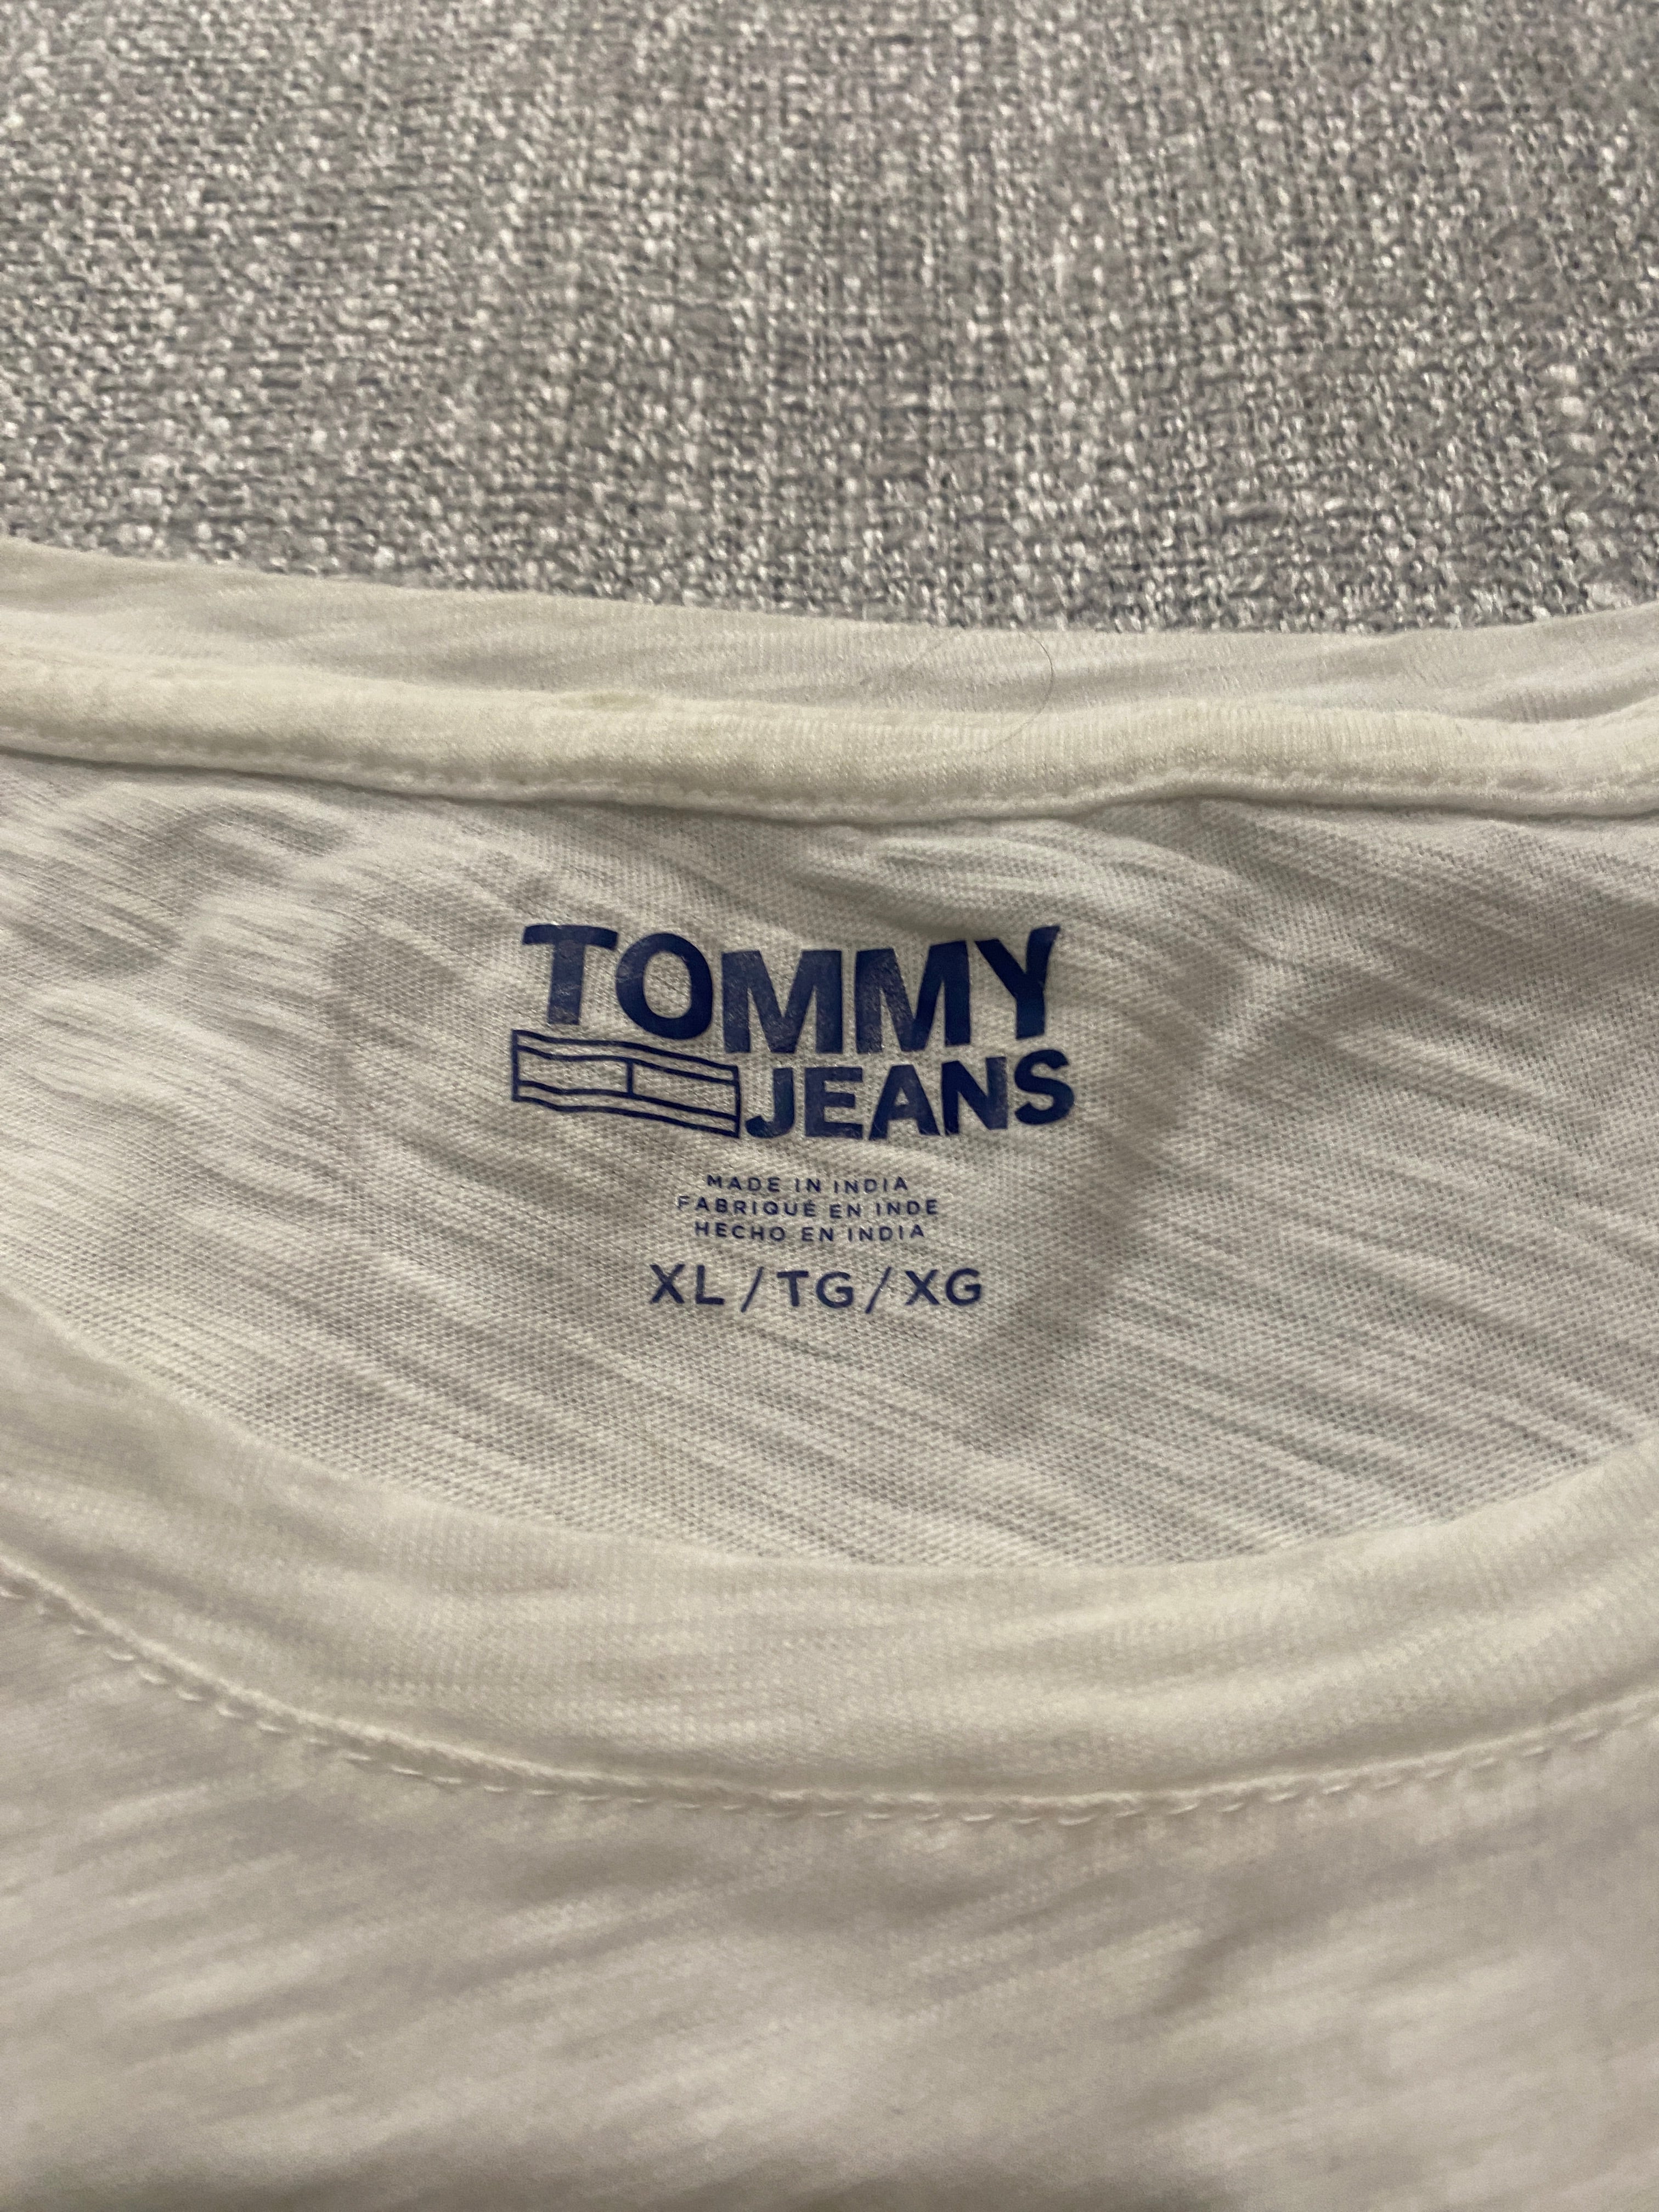 TOMMY
JEANS
MADE IN INDIA
FABRIQUÉ EN INDE
HECHO EN INDIA
XL / TG / XG